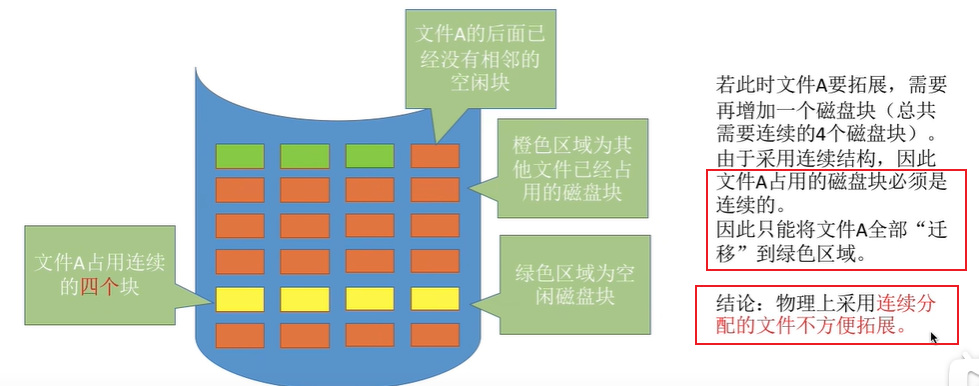 文件A的后面已
经没有相邻的
空闲块
橙色区域为其
他文件已经占
用的磁盘块
文件A占用连续
的四个块
绿色区域为空
闲磁盘块
若此时文件A要拓展，需要
再增加一个磁盘块（总共
需要连续的4个磁盘块）。
由于采用连续结构，因此
文件A占用的磁盘块必须是
连续的。
因此只能将文件A全部“迁
移”到绿色区域。
结论：物理上采用连续分
配的文件不方便拓展。